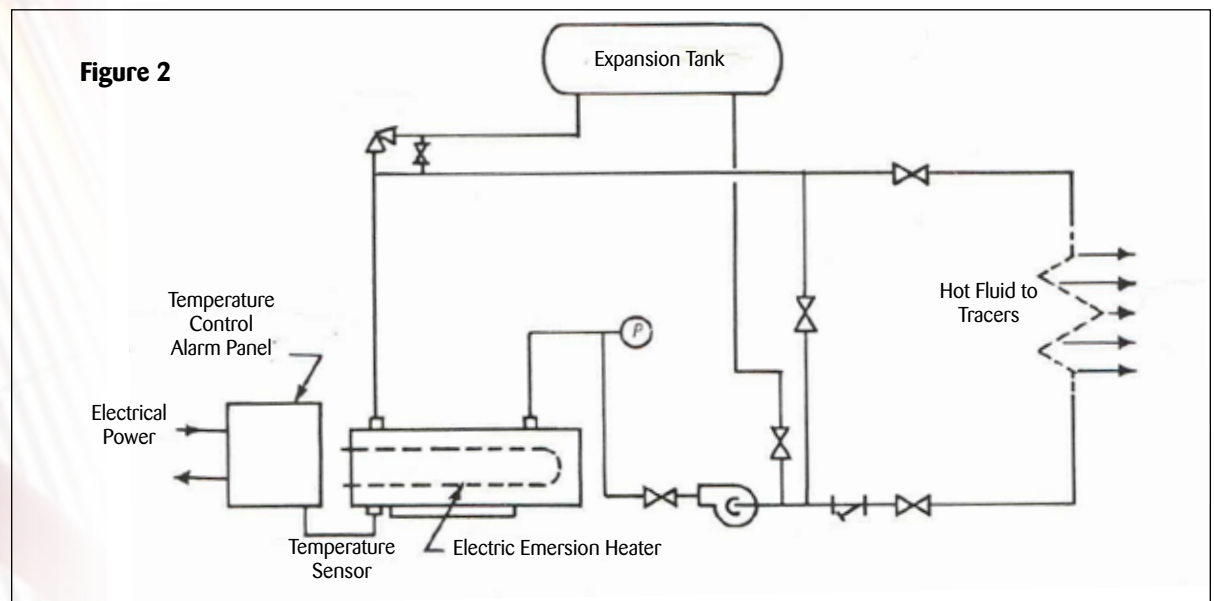 Figure 2
Expansion Tank
Temperature
Control
Alarm Panel
Hot Fluid to
Tracers
P
Electrical
Power
Temperature
Sensor
Electric Emersion Heater